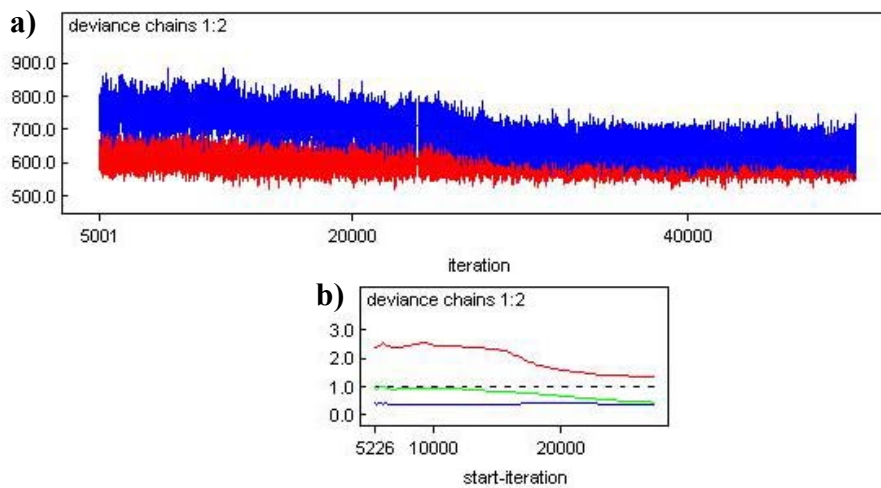 a)
deviance chains 1:2
900.0
800.0
700.0
600.0
500.0
5001 20000 40000
iteration
b)
deviance chains 1:2
3.0
2.0
1.0
0.0
5226 10000 20000
start-iteration